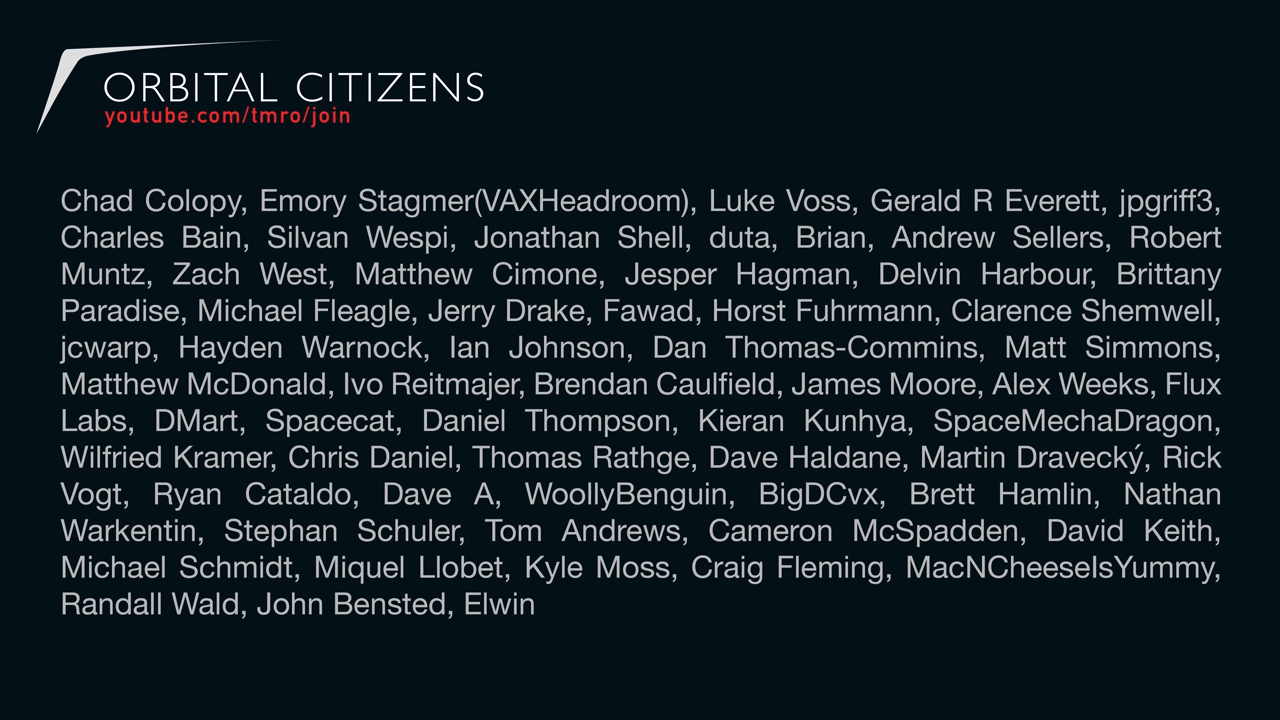 ORBITAL CITIZENS
youtube.com/tmro/join
Chad Colopy, Emory Stagmer(VAXHeadroom), Luke Voss, Gerald R Everett, jpgriff3,
Charles Bain, Silvan Wespi, Jonathan Shell, duta, Brian, Andrew Sellers, Robert
Muntz, Zach West, Matthew Cimone, Jesper Hagman, Delvin Harbour, Brittany
Paradise, Michael Fleagle, Jerry Drake, Fawad, Horst Fuhrmann, Clarence Shemwell,
jcwarp, Hayden Warnock, Ian Johnson, Dan Thomas-Commins, Matt Simmons,
Matthew McDonald, Ivo Reitmajer, Brendan Caulfield, James Moore, Alex Weeks, Flux
Labs, DMart, Spacecat, Daniel Thompson, Kieran Kunhya, SpaceMechaDragon,
Wilfried Kramer, Chris Daniel, Thomas Rathge, Dave Haldane, Martin Dravecký, Rick
Vogt, Ryan Cataldo, Dave A, WoollyBenguin, BigDCvx, Brett Hamlin, Nathan
Warkentin, Stephan Schuler, Tom Andrews, Cameron McSpadden, David Keith,
Michael Schmidt, Miquel Llobet, Kyle Moss, Craig Fleming, MacNCheeseIsYummy,
Randall Wald, John Bensted, Elwin